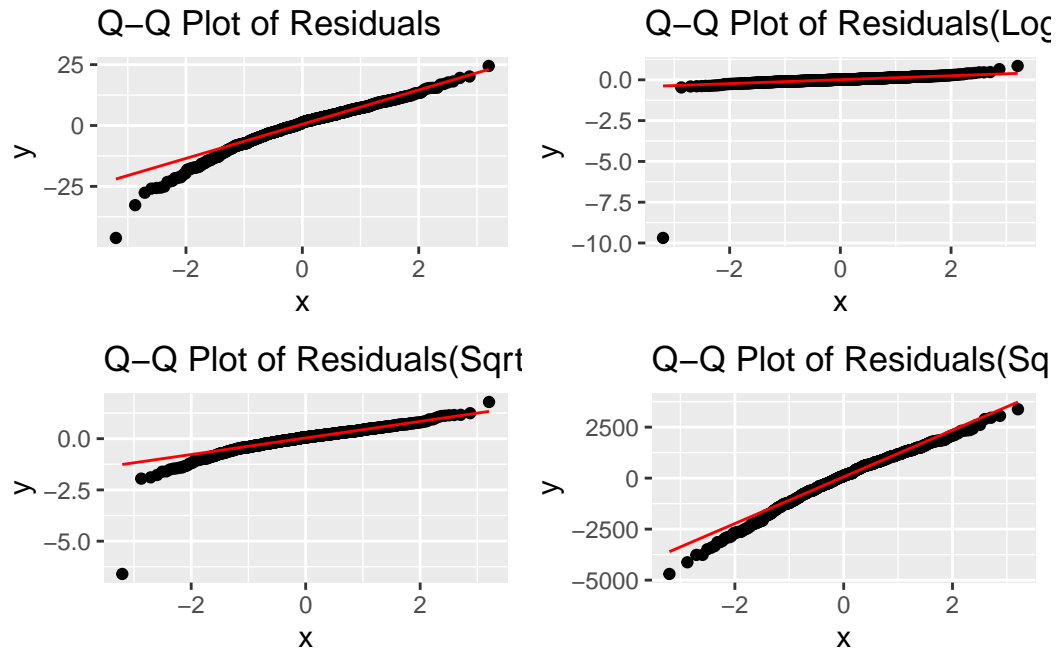 Q−Q Plot of Residuals
25
0
−25
y
−2 0 2
x
Q−Q Plot of Residuals(Log
0.0
−2.5
−5.0
−7.5
−10.0
y
−2 0 2
x
Q−Q Plot of Residuals(Sqrt
0.0
−2.5
−5.0
y
−2 0 2
x
Q−Q Plot of Residuals(Sq
2500
0
−2500
−5000
y
−2 0 2
x